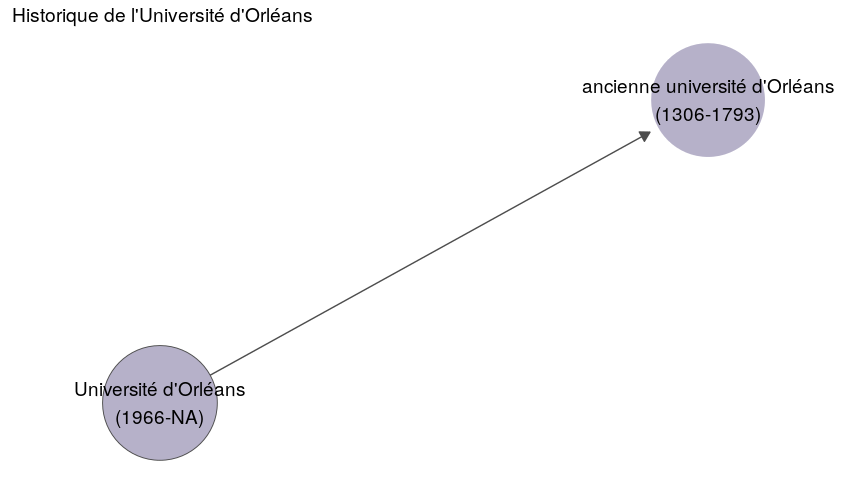 Historique de l'Université d'Orléans
ancienne université d'Orléans
(1306-1793)
Université d'Orléans
(1966-NA)